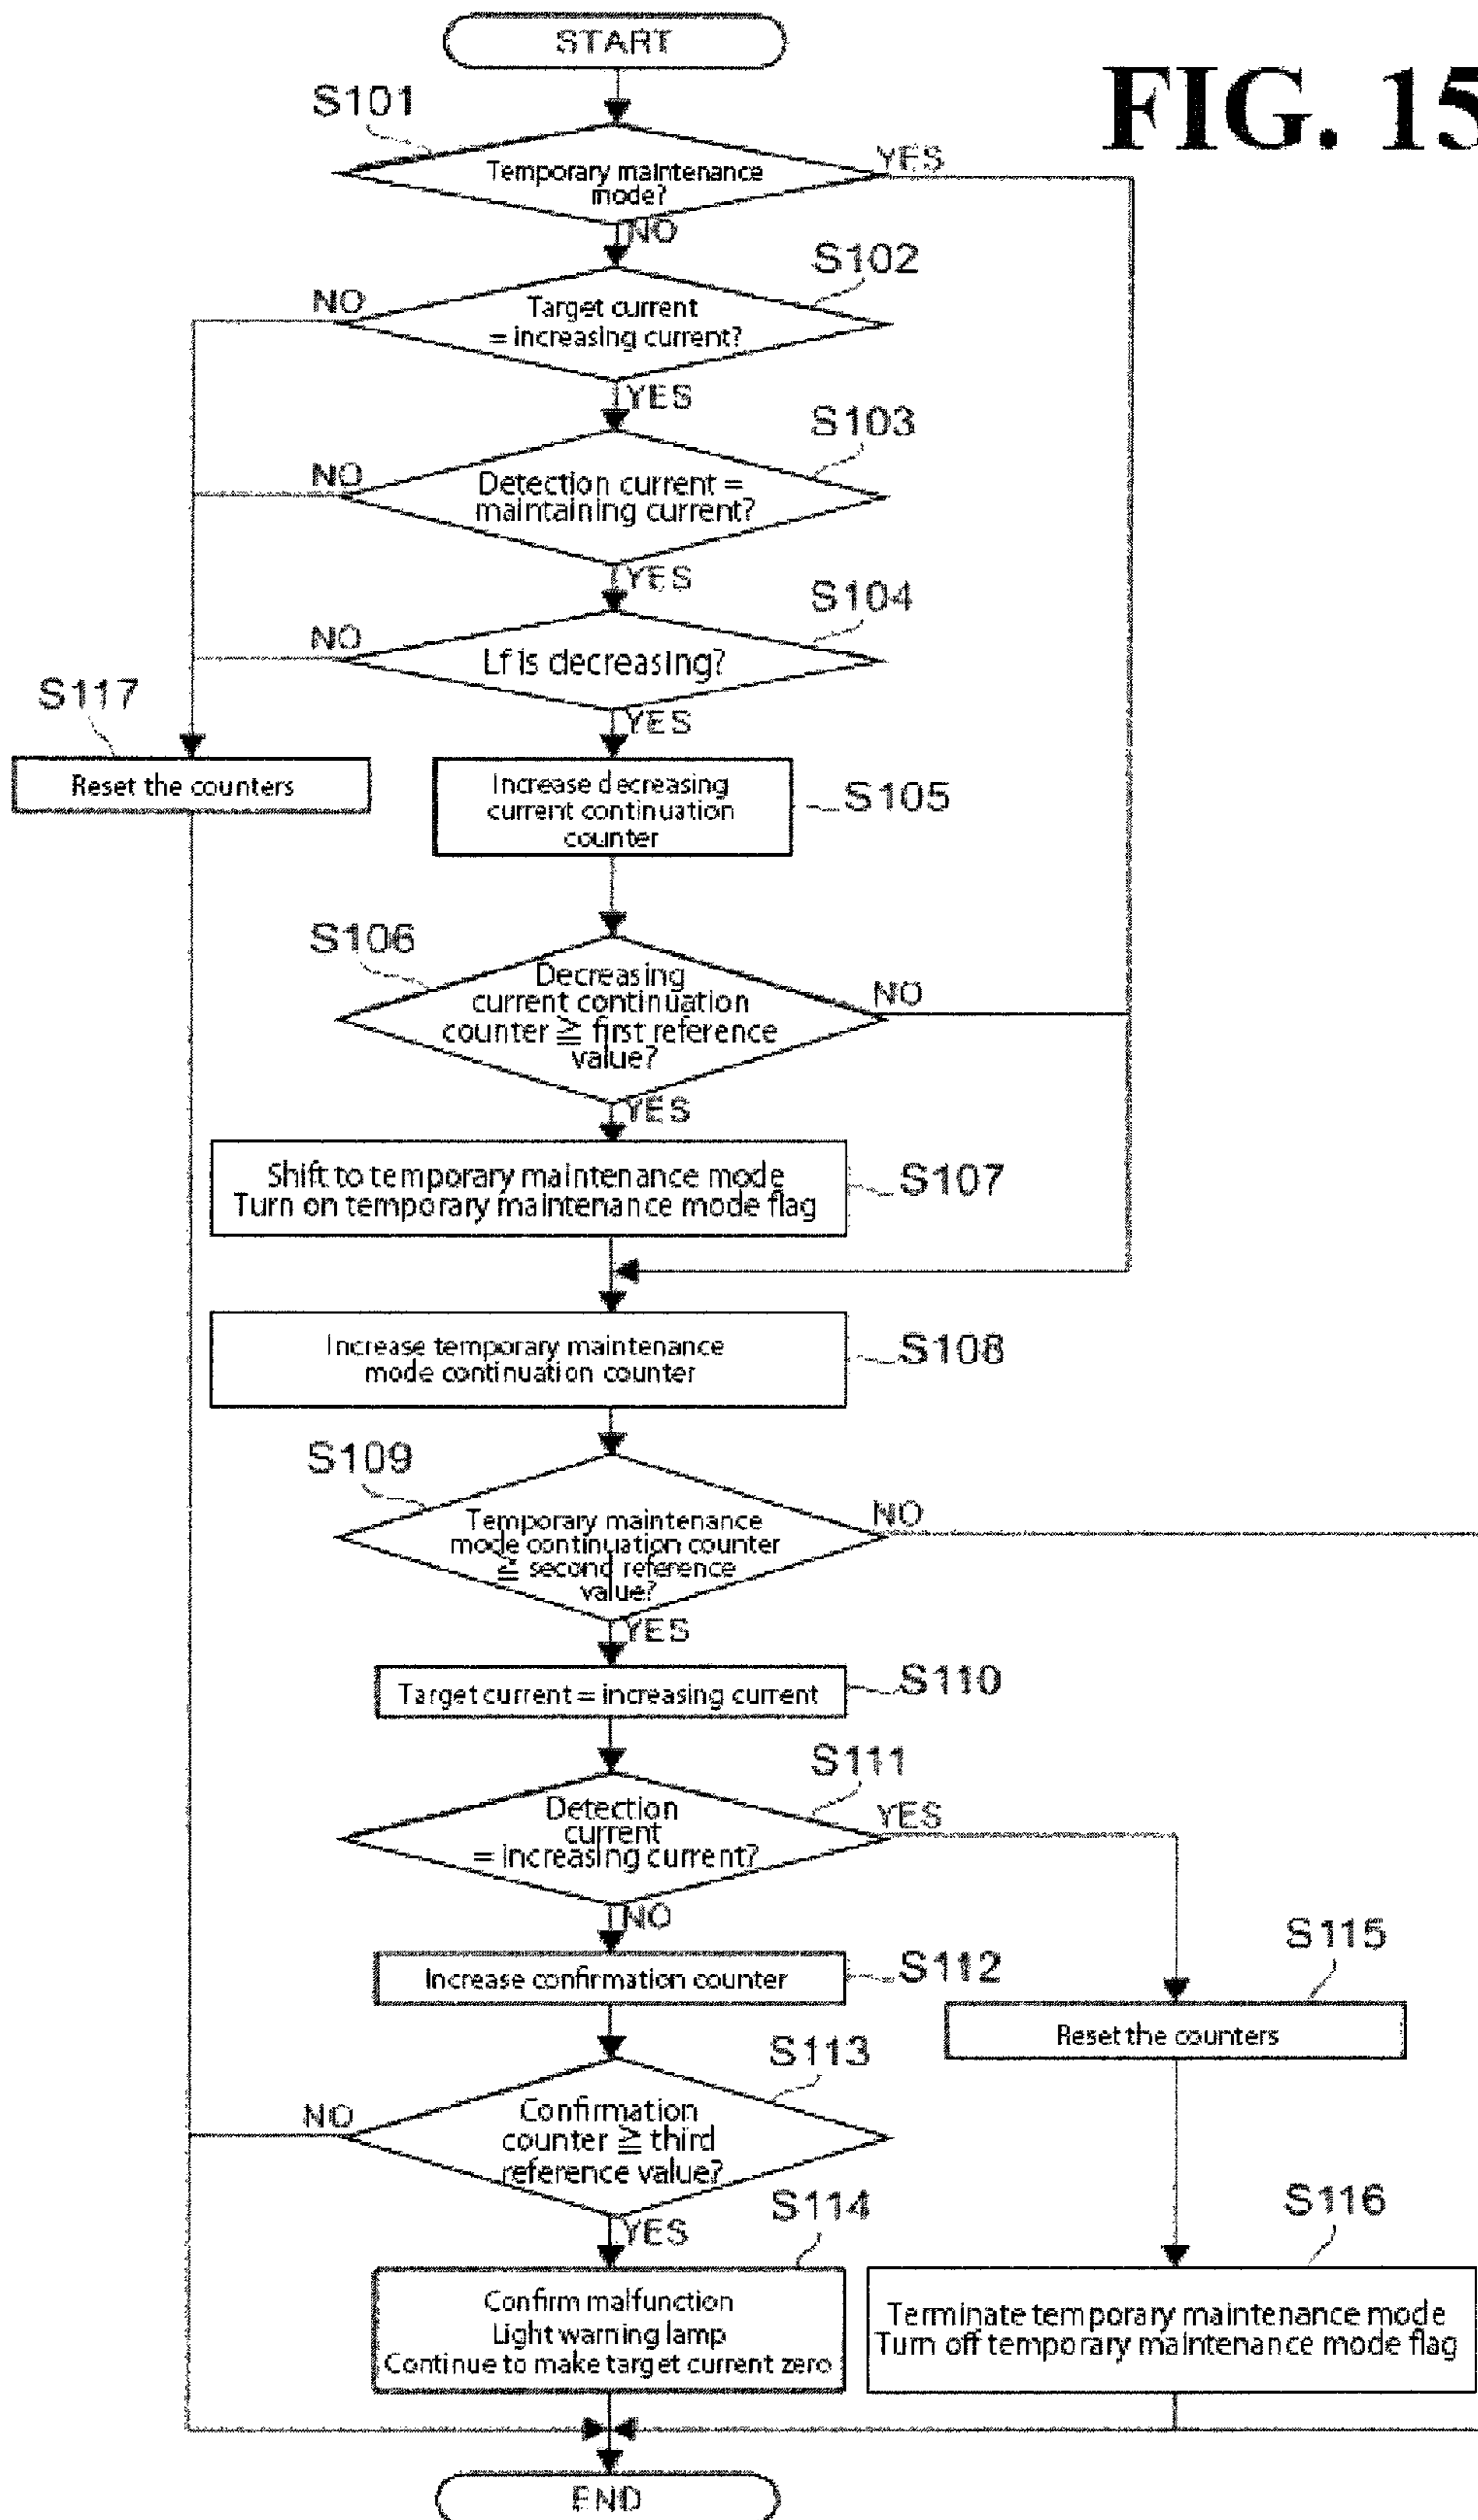 START
FIG. 15
S101
YES
Temporary maintenance
mode?
NO
S102
NO
Target current
= increasing current?
YES
S103
NO
Detection current =
maintaining current?
YES
S104
NO
Lf is decreasing?
S117
YES
Reset the counters
Increase decreasing
current continuation
counter
S105
S106
Decreasing
current continuation
counter ≧ first reference
value?
NO
YES
Shift to temporary maintenance mode
Turn on temporary maintenance mode flag
S107
Increase temporary maintenance
mode continuation counter
S108
S109
NO
Temporary maintenance
mode continuation counter
≧ second reference
value?
YES
Target current = increasing current
S110
S111
Detection
current
= increasing current?
YES
NO
S115
Increase confirmation counter
S112
Reset the counters
S113
NO
Confirmation
counter ≧ third
reference value?
S114
S116
YES
Confirm malfunction
Light warning lamp
Continue to make target current zero
Terminate temporary maintenance mode
Turn off temporary maintenance mode flag
END